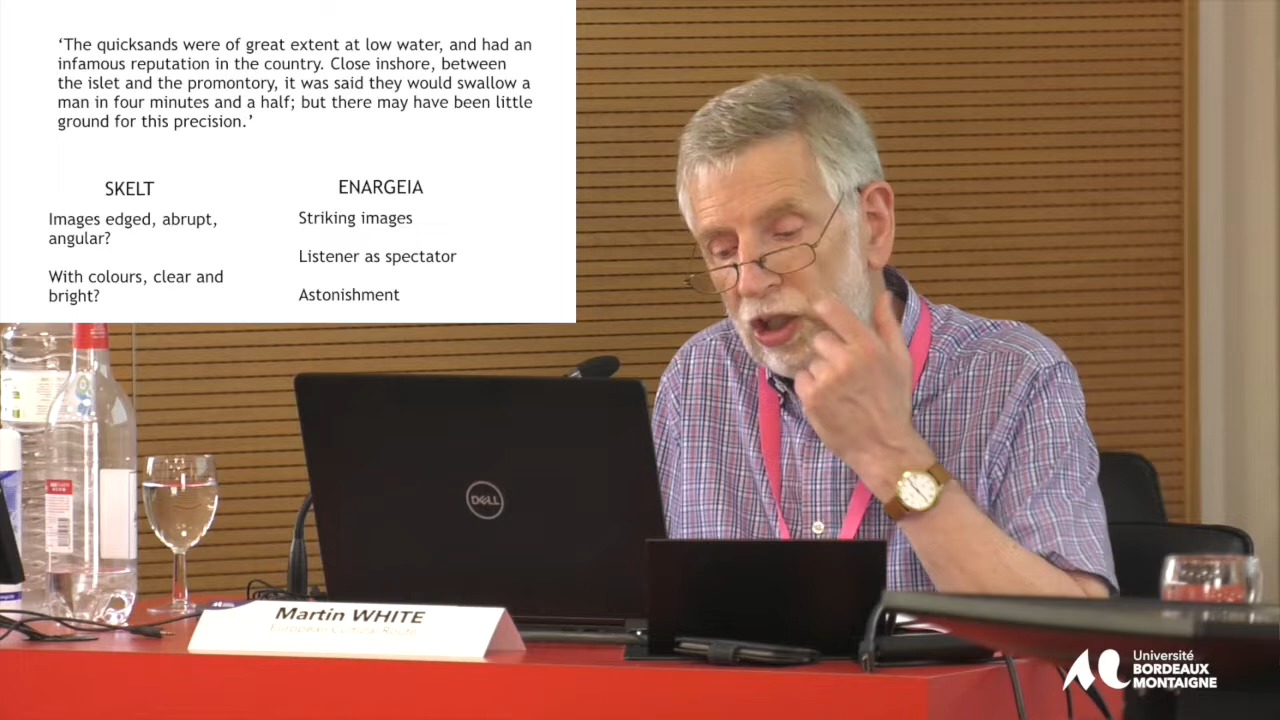 ‘The quicksands were of great extent at low water, and had an
infamous reputation in the country. Close inshore, between
the islet and the promontory, it was said they would swallow a
man in four minutes and a half; but there may have been little
ground for this precision.’
SKELT
Images edged, abrupt,
angular?
With colours, clear and
bright?
ENARGEIA
Striking images
Listener as spectator
Astonishment
DELL
Martin WHITE
European Cultural Route
Université
BORDEAUX
MONTAIGNE